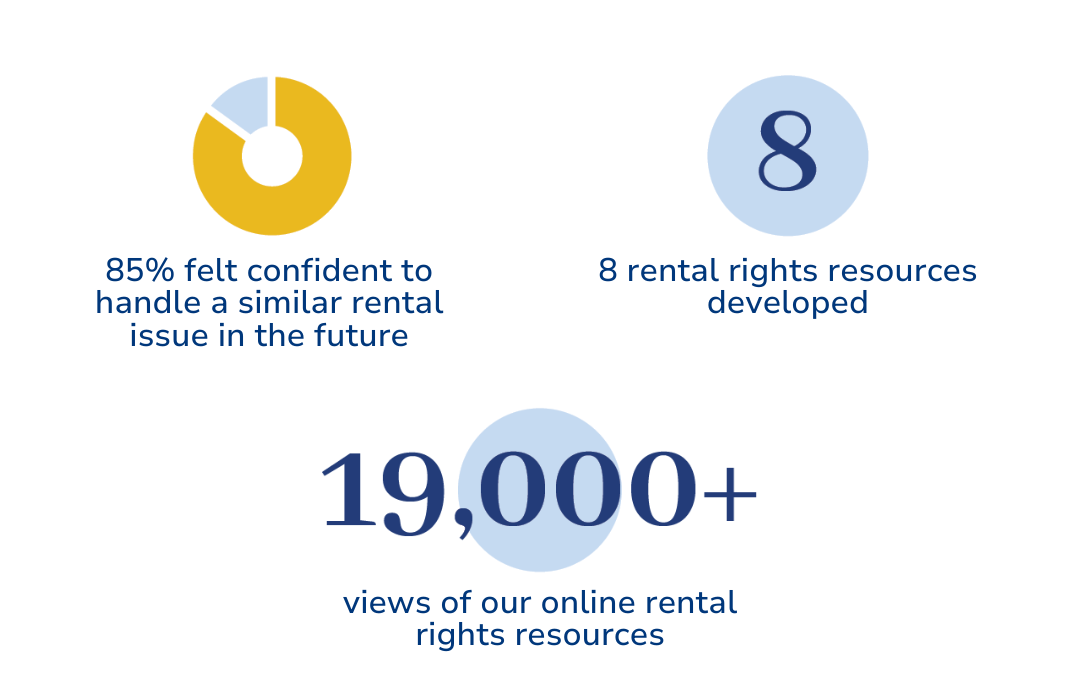 85% felt confident to
handle a similar rental
issue in the future
8
8 rental rights resources
developed
19,000+
views of our online rental
rights resources